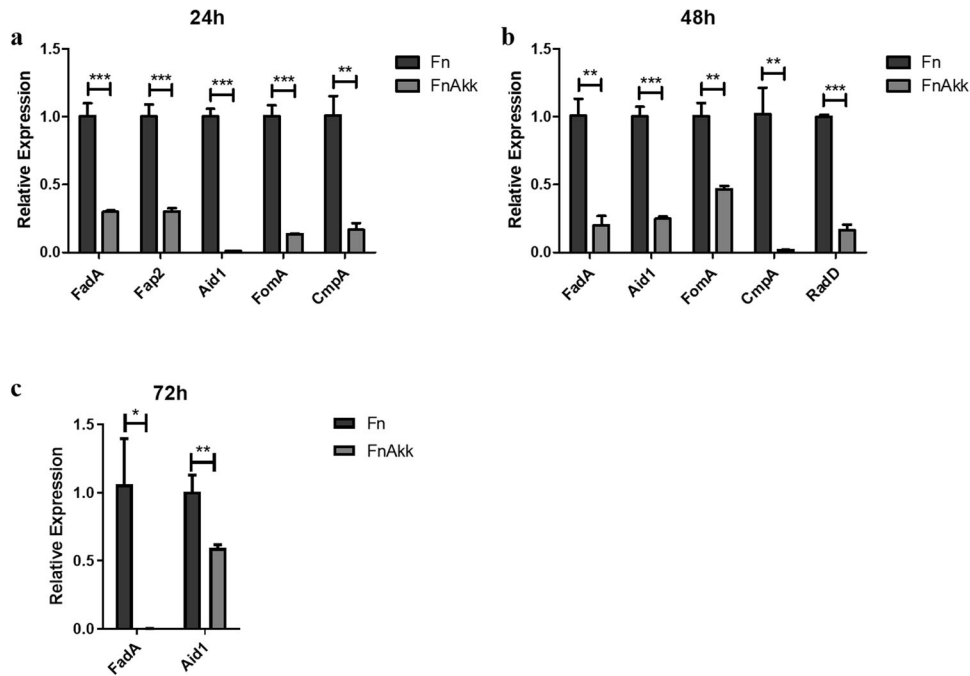 a
24h
Relative Expression
1.5
1.0
0.5
0.0
***
***
***
***
**
FadA
Fap2
Aid1
FomA
CmpA
Fn
FnAkk
b
48h
Relative Expression
1.5
1.0
0.5
0.0
**
***
**
**
***
FadA
Aid1
FomA
CmpA
RadD
Fn
FnAkk
c
72h
Relative Expression
1.5
1.0
0.5
0.0
*
**
FadA
Aid1
Fn
FnAkk